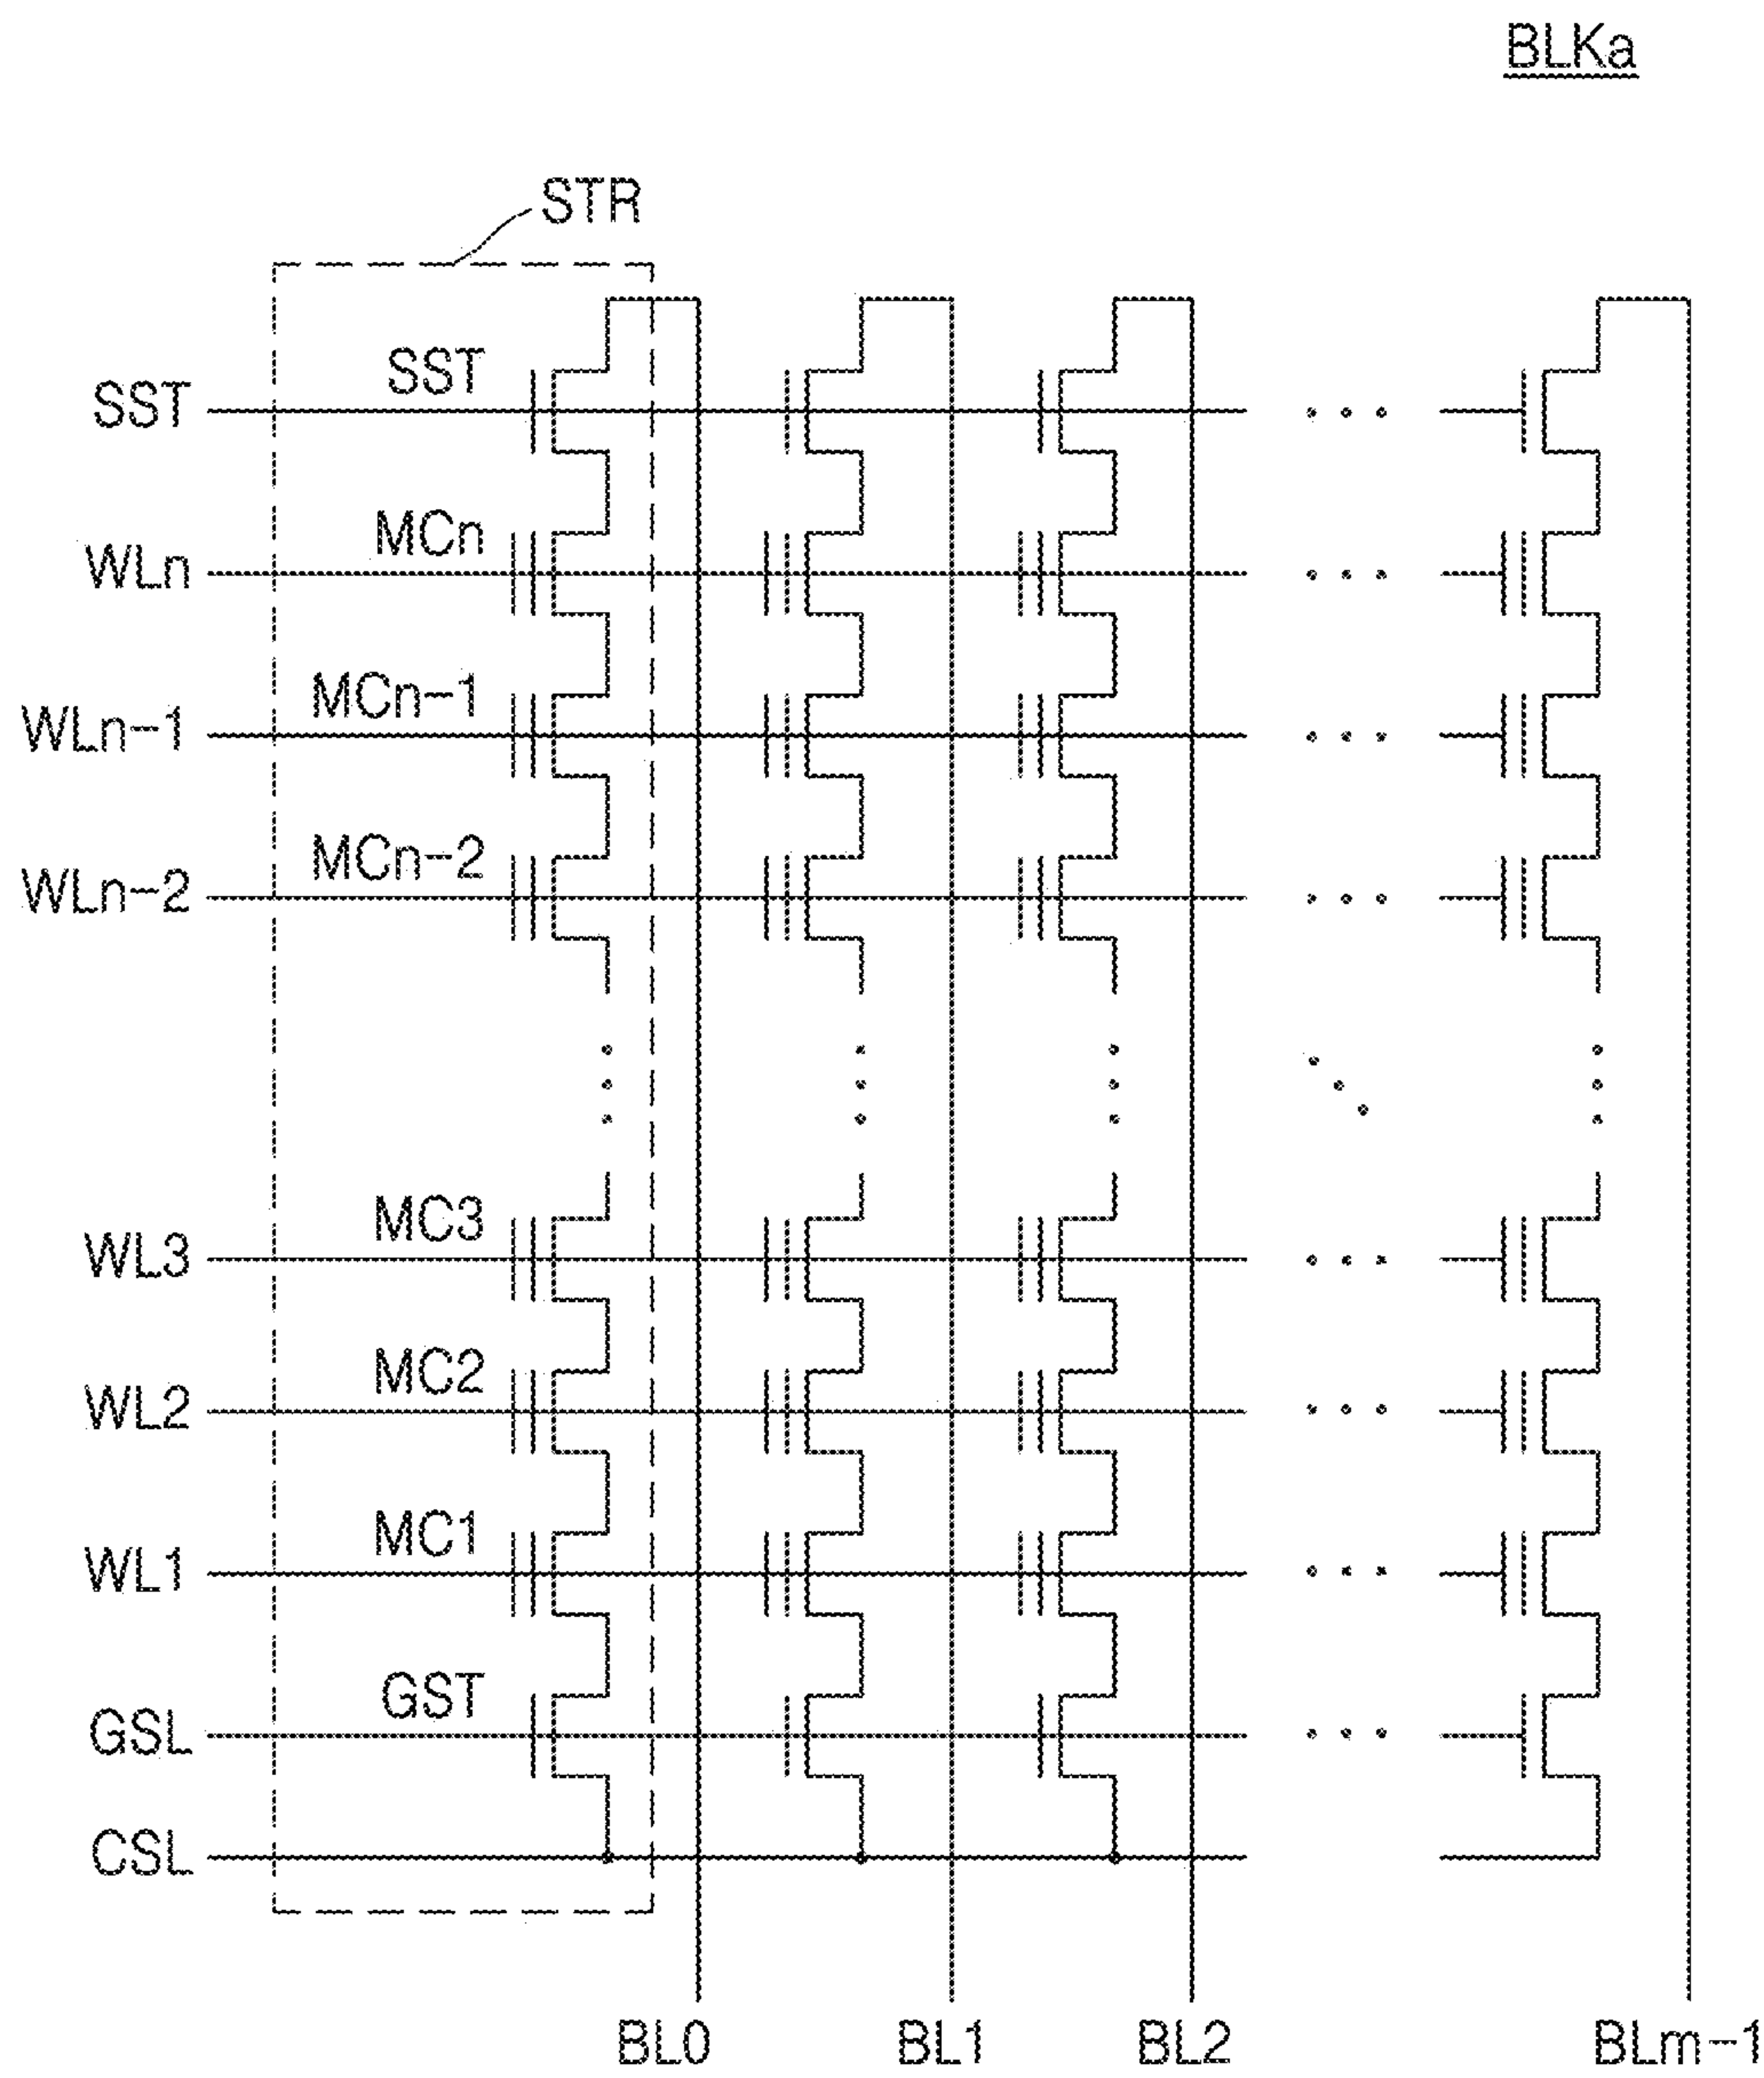 BLKa
STR
SST SST
WLn MCn
WLn-1 MCn-1
WLn-2 MCn-2
WL3 MC3
WL2 MC2
WL1 MC1
GSL GST
CSL
BL0 BL1 BL2 BLm-1